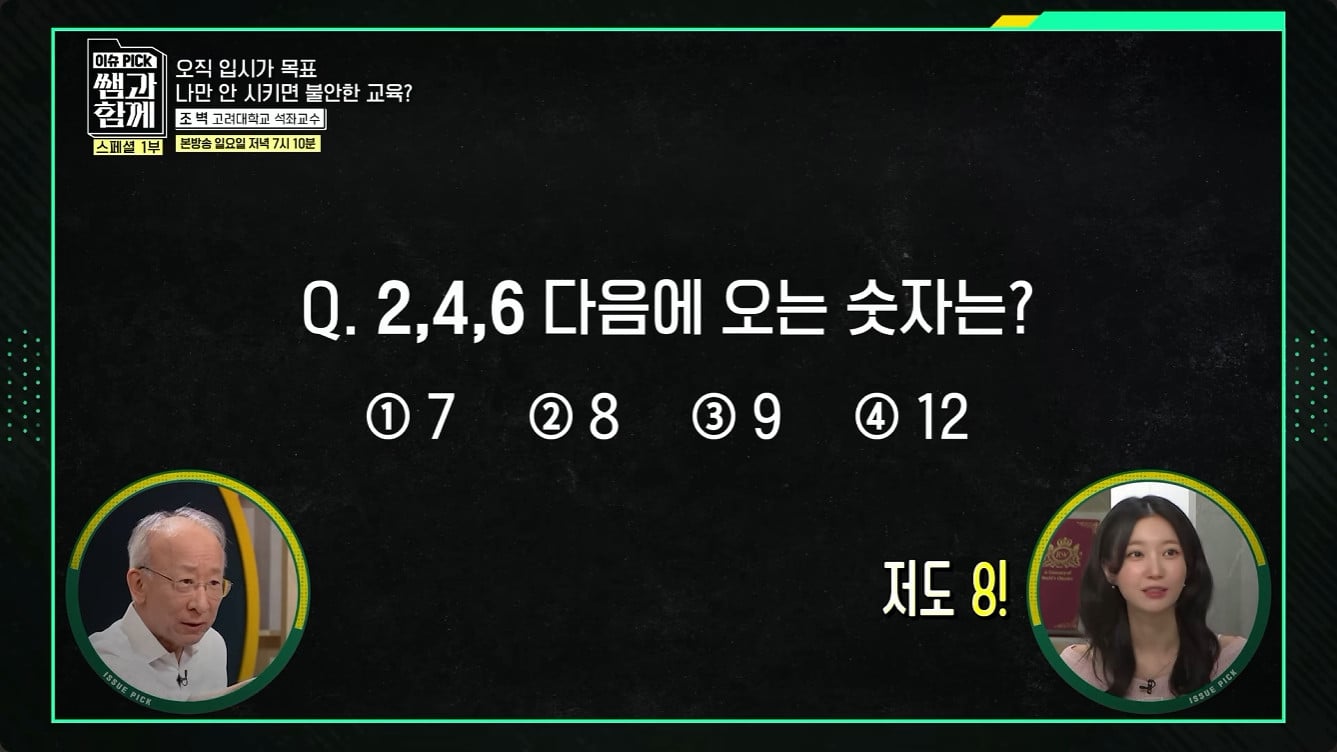 이슈 PICK
쌤과
함께
스페셜 1부
오직 입시가 목표
나만 안 시키면 불안한 교육?
조 벽 고려대학교 석좌교수
본방송 일요일 저녁 7시 10분
Q. 2,4,6 다음에 오는 숫자는?
① 7 ② 8 ③ 9 ④ 12
저도 8!
ISSUE PICK
ISSUE PICK